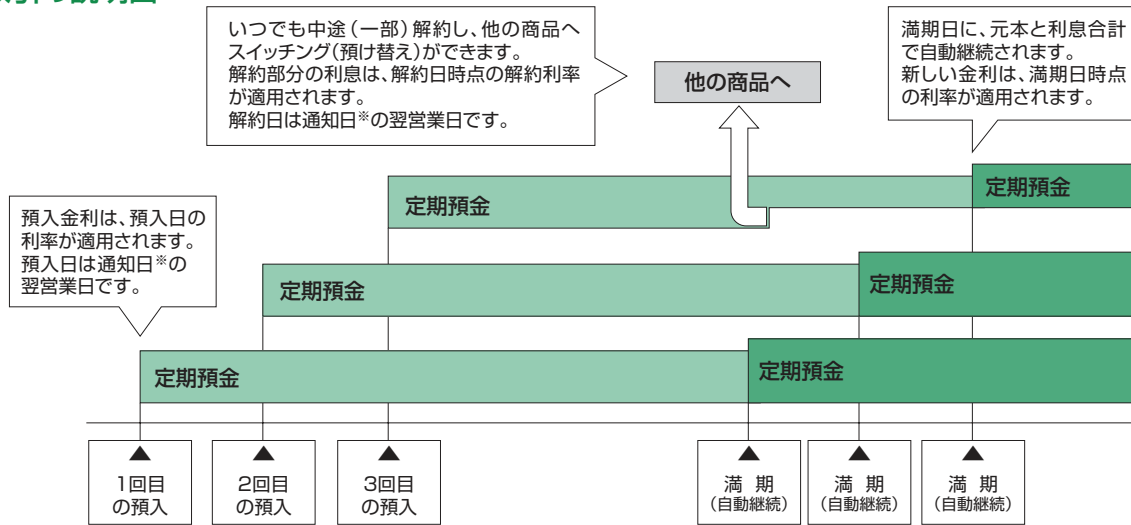 いつでも中途(一部)解約し、他の商品へ
スイッチング(預け替え)ができます。
解約部分の利息は、解約日時点の解約利率
が適用されます。
解約日は通知日※の翌営業日です。
他の商品へ
満期日に、元本と利息合計
で自動継続されます。
新しい金利は、満期日時点
の利率が適用されます。
預入金利は、預入日の
利率が適用されます。
預入日は通知日※の
翌営業日です。
定期預金
定期預金
定期預金
定期預金
定期預金
定期預金
1回目
の預入
2回目
の預入
3回目
の預入
満 期
(自動継続)
満 期
(自動継続)
満 期
(自動継続)